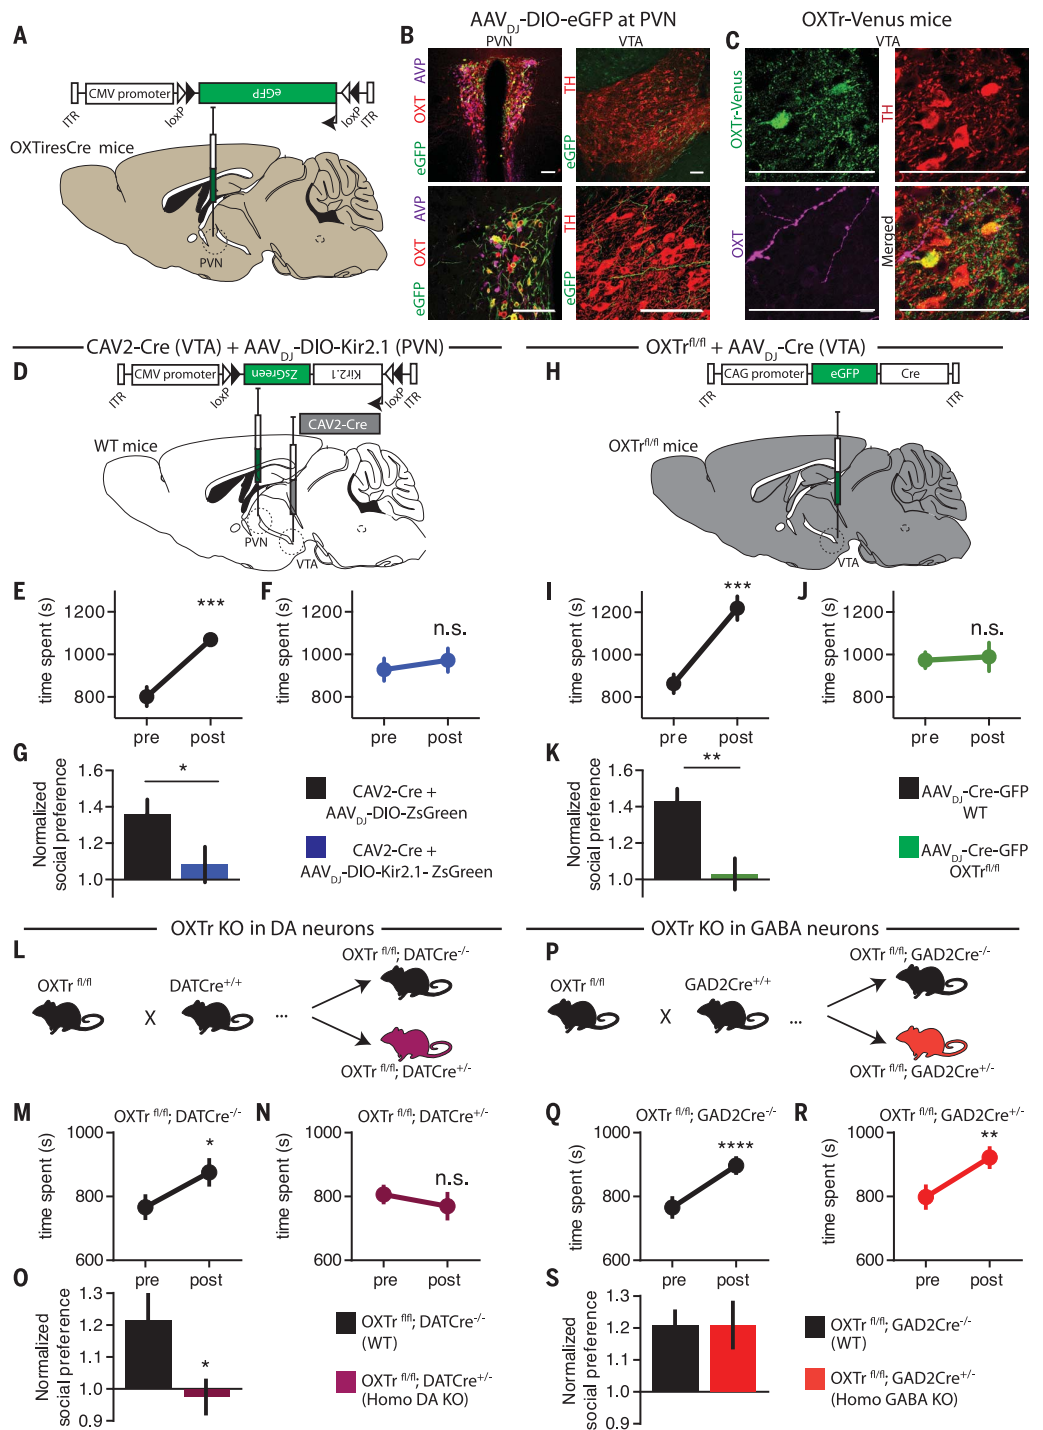 A
CMV promoter
eGFP
ITR
loxP
loxP
ITR
OXTiresCre mice
PVN
B
AAVDJ-DIO-eGFP at PVN
PVN
VTA
eGFP OXT AVP
eGFP TH
eGFP OXT AVP
eGFP TH
C
OXTr-Venus mice
VTA
OXTr-Venus
TH
OXT
Merged
CAV2-Cre (VTA) + AAVDJ-DIO-Kir2.1 (PVN)
D
CMV promoter
ZsGreen
Kir2.1
ITR
loxP
loxP
ITR
CAV2-Cre
WT mice
PVN
VTA
OXTrfl/fl + AAVDJ-Cre (VTA)
H
CAG promoter
eGFP
Cre
ITR
ITR
OXTrfl/fl mice
VTA
E
time spent (s)
1200
1000
800
***
pre
post
F
time spent (s)
1200
1000
800
n.s.
pre
post
I
time spent (s)
1200
1000
800
***
pre
post
J
time spent (s)
1200
1000
800
n.s.
pre
post
G
Normalized
social preference
1.6
1.4
1.2
1.0
*
CAV2-Cre +
AAVDJ-DIO-ZsGreen
CAV2-Cre +
AAVDJ-DIO-Kir2.1- ZsGreen
K
Normalized
social preference
1.6
1.4
1.2
1.0
**
AAVDJ-Cre-GFP
WT
AAVDJ-Cre-GFP
OXTrfl/fl
OXTr KO in DA neurons
L
OXTr fl/fl
X
DATCre+/+
...
OXTr fl/fl; DATCre-/-
OXTr fl/fl; DATCre+/-
OXTr KO in GABA neurons
P
OXTr fl/fl
X
GAD2Cre+/+
...
OXTr fl/fl; GAD2Cre-/-
OXTr fl/fl; GAD2Cre+/-
M
OXTr fl/fl; DATCre-/-
time spent (s)
1000
800
600
*
pre
post
N
OXTr fl/fl; DATCre+/-
time spent (s)
1000
800
600
n.s.
pre
post
Q
OXTr fl/fl; GAD2Cre-/-
time spent (s)
1000
800
600
****
pre
post
R
OXTr fl/fl; GAD2Cre+/-
time spent (s)
1000
800
600
**
pre
post
O
Normalized
social preference
1.3
1.2
1.1
1.0
0.9
*
OXTr fl/fl; DATCre-/-
(WT)
OXTr fl/fl; DATCre+/-
(Homo DA KO)
S
Normalized
social preference
1.3
1.2
1.1
1.0
0.9
OXTr fl/fl; GAD2Cre-/-
(WT)
OXTr fl/fl; GAD2Cre+/-
(Homo GABA KO)